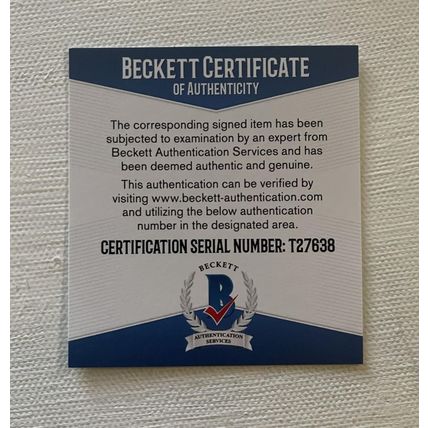 BECKETT CERTIFICATE
OF AUTHENTICITY
The corresponding signed item has been
subjected to examination by an expert from
Beckett Authentication Services and has
been deemed authentic and genuine.
This authentication can be verified by
visiting www.beckett-authentication.com
and utilizing the below authentication
number in the designated area.
CERTIFICATION SERIAL NUMBER: T27638
BECKETT
B
AUTHENTICATION
SERVICES